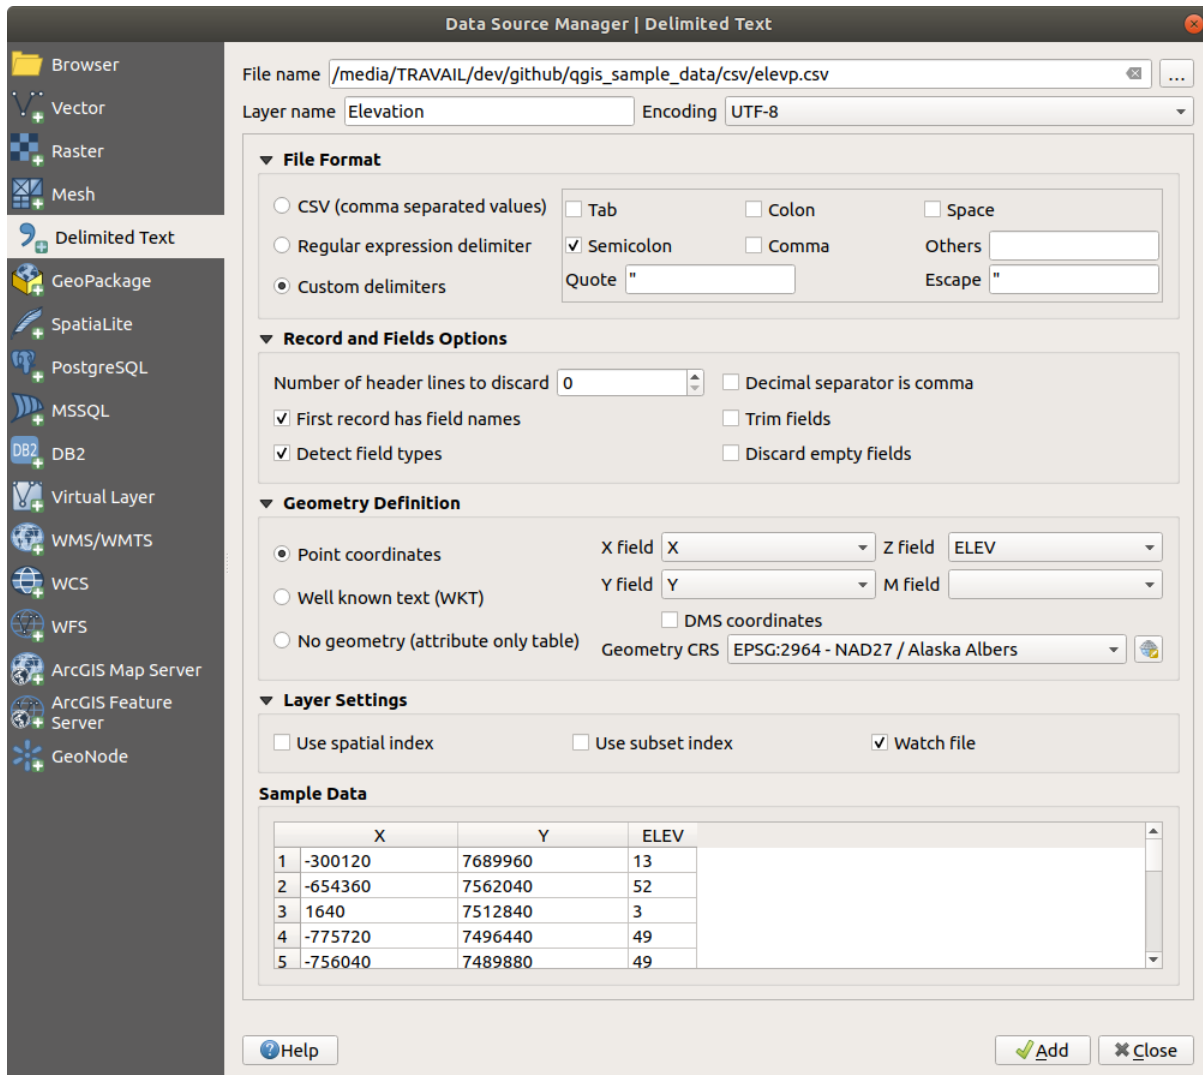 Data Source Manager | Delimited Text
Browser
Vector
Raster
Mesh
Delimited Text
GeoPackage
SpatiaLite
PostgreSQL
MSSQL
DB2
DB2
Virtual Layer
WMS/WMTS
WCS
WFS
ArcGIS Map Server
ArcGIS Feature
Server
GeoNode
File name /media/TRAVAIL/dev/github/qgis_sample_data/csv/elevp.csv ...
Layer name Elevation Encoding UTF-8
File Format
CSV (comma separated values) Tab Colon Space
Regular expression delimiter Semicolon Comma Others
Custom delimiters Quote " Escape "
Record and Fields Options
Number of header lines to discard 0 Decimal separator is comma
First record has field names Trim fields
Detect field types Discard empty fields
Geometry Definition
Point coordinates X field X Z field ELEV
Well known text (WKT) Y field Y M field
DMS coordinates
No geometry (attribute only table) Geometry CRS EPSG:2964 - NAD27 / Alaska Albers
Layer Settings
Use spatial index Use subset index Watch file
Sample Data
X Y ELEV
1 -300120 7689960 13
2 -654360 7562040 52
3 1640 7512840 3
4 -775720 7496440 49
5 -756040 7489880 49
Help Add Close